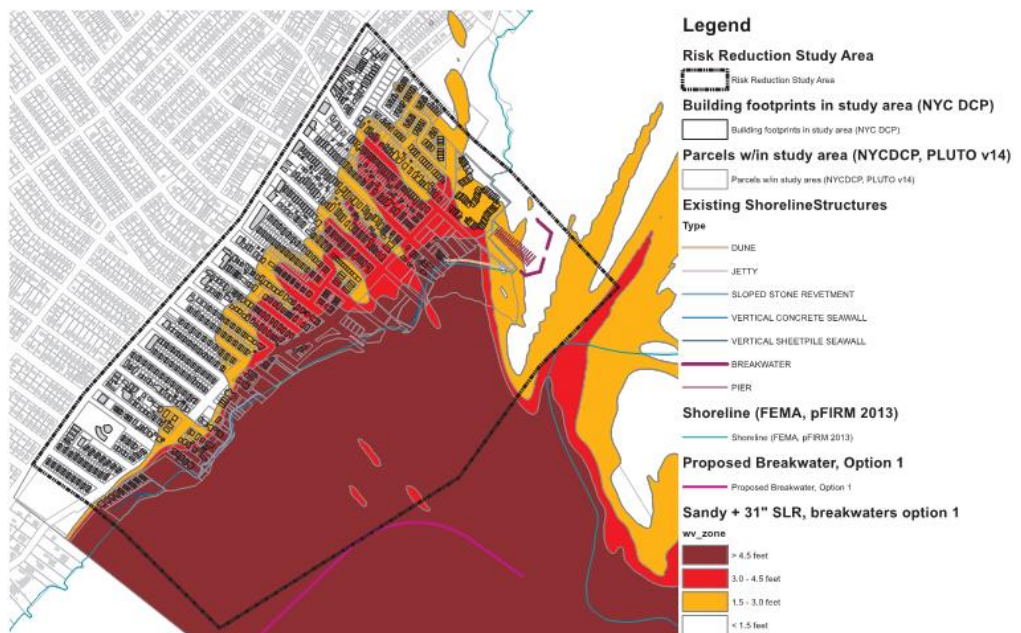 Legend
Risk Reduction Study Area
Risk Reduction Study Area
Building footprints in study area (NYC DCP)
Building footprints in study area (NYC DCP)
Parcels w/in study area (NYCDCP, PLUTO v14)
Parcels w/in study area (NYCDCP, PLUTO v14)
Existing ShorelineStructures
Type
DUNE
JETTY
SLOPED STONE REVETMENT
VERTICAL CONCRETE SEAWALL
VERTICAL SHEETPILE SEAWALL
BREAKWATER
PIER
Shoreline (FEMA, pFIRM 2013)
Shoreline (FEMA, pFIRM 2013)
Proposed Breakwater, Option 1
Proposed Breakwater, Option 1
Sandy + 31" SLR, breakwaters option 1
wv_zone
> 4.5 feet
3.0 - 4.5 feet
1.5 - 3.0 feet
< 1.5 feet